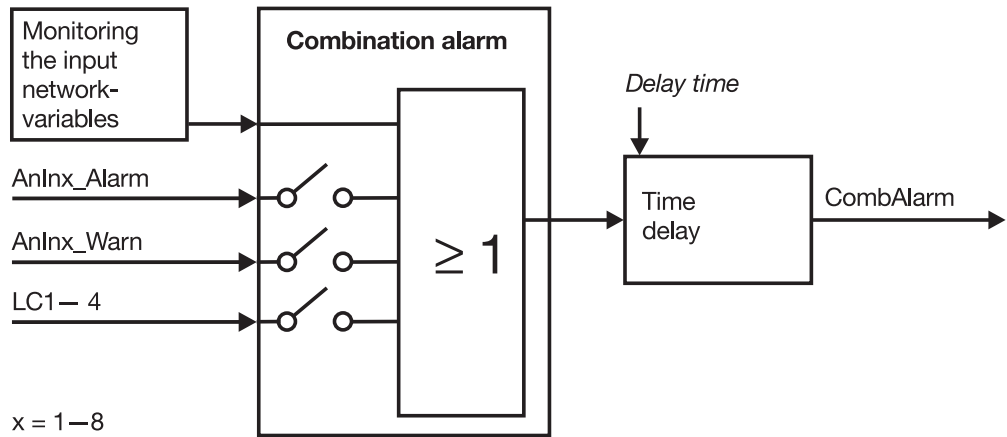 Monitoring
the input
network-
variables
Combination alarm
AnInx_Alarm
AnInx_Warn
LC1– 4
≥ 1
Delay time
Time
delay
CombAlarm
x = 1–8